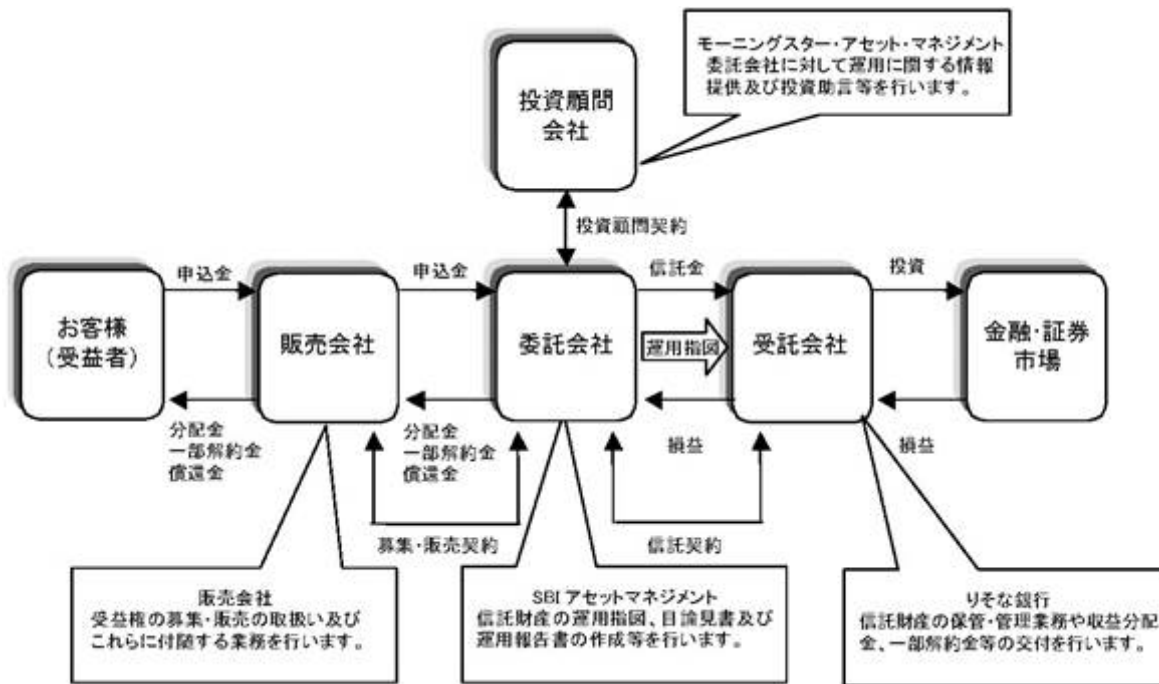 モーニングスター・アセット・マネジメント
委託会社に対して運用に関する情報
提供及び投資助言等を行います。
投資顧問
会社
投資顧問契約
申込金
申込金
信託金
投資
お客様
(受益者)
販売会社
委託会社
運用指図
受託会社
金融・証券
市場
分配金
一部解約金
償還金
分配金
一部解約金
償還金
損益
損益
募集・販売契約
信託契約
販売会社
受益権の募集・販売の取扱い及び
これらに付随する業務を行います。
SBIアセットマネジメント
信託財産の運用指図、目論見書及び
運用報告書の作成等を行います。
りそな銀行
信託財産の保管・管理業務や収益分配
金、一部解約金等の交付を行います。